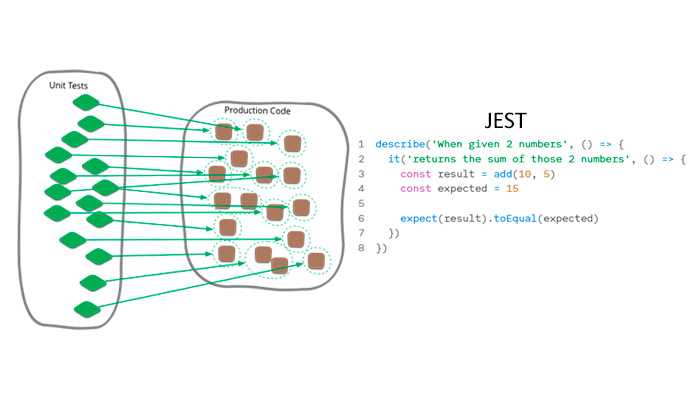 Unit Tests
Production Code
JEST
1 describe('When given 2 numbers', () => {
2   it('returns the sum of those 2 numbers', () => {
3     const result = add(10, 5)
4     const expected = 15
5
6     expect(result).toEqual(expected)
7   })
8 })